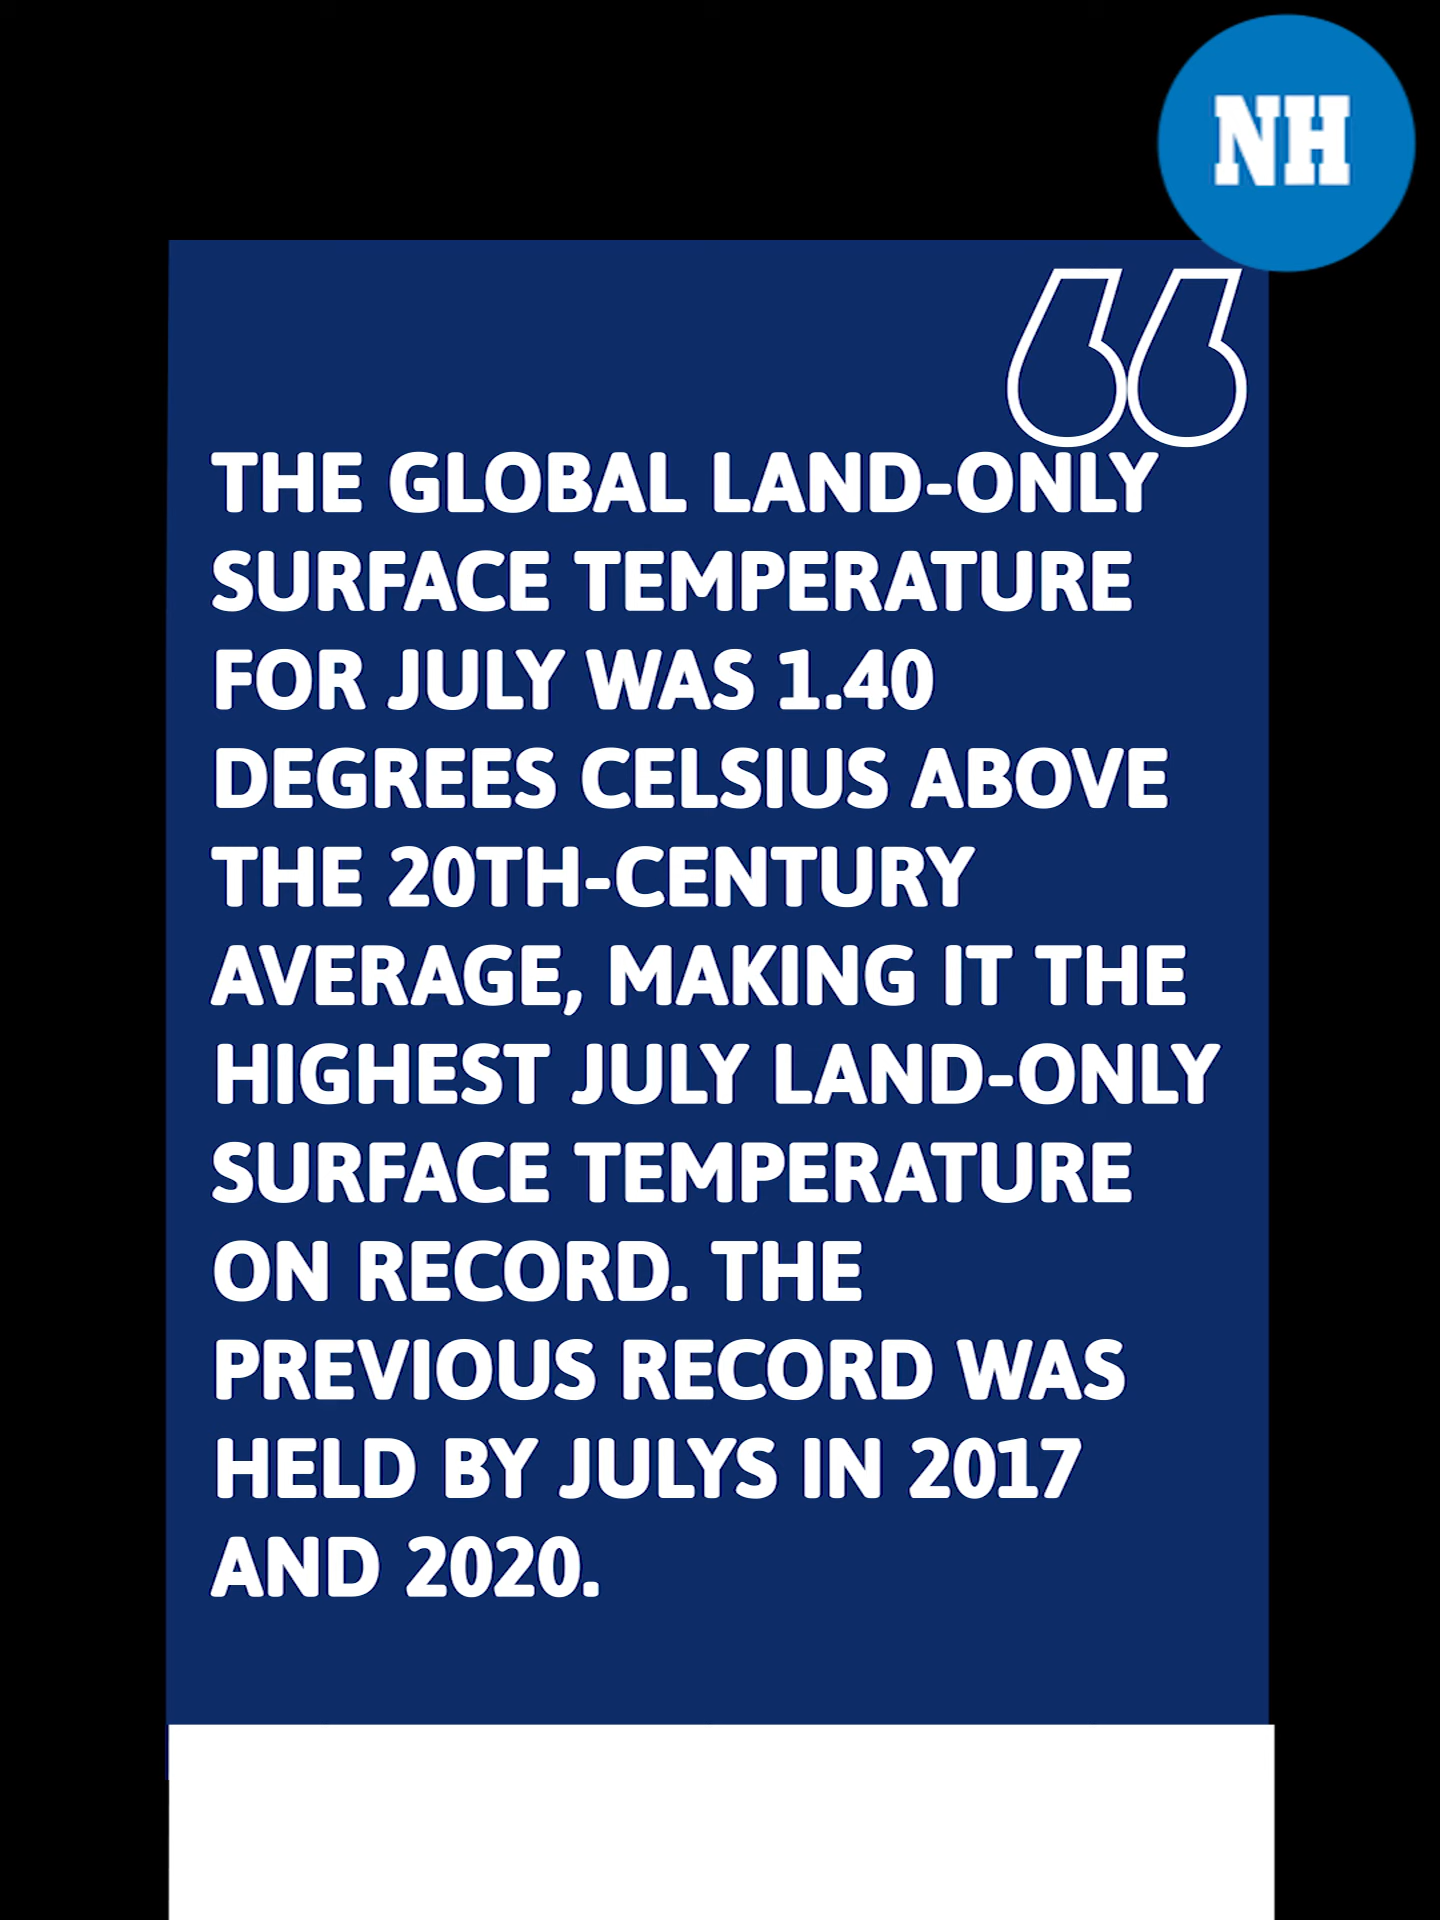 NH
THE GLOBAL LAND-ONLY
SURFACE TEMPERATURE
FOR JULY WAS 1.40
DEGREES CELSIUS ABOVE
THE 20TH-CENTURY
AVERAGE, MAKING IT THE
HIGHEST JULY LAND-ONLY
SURFACE TEMPERATURE
ON RECORD. THE
PREVIOUS RECORD WAS
HELD BY JULYS IN 2017
AND 2020.